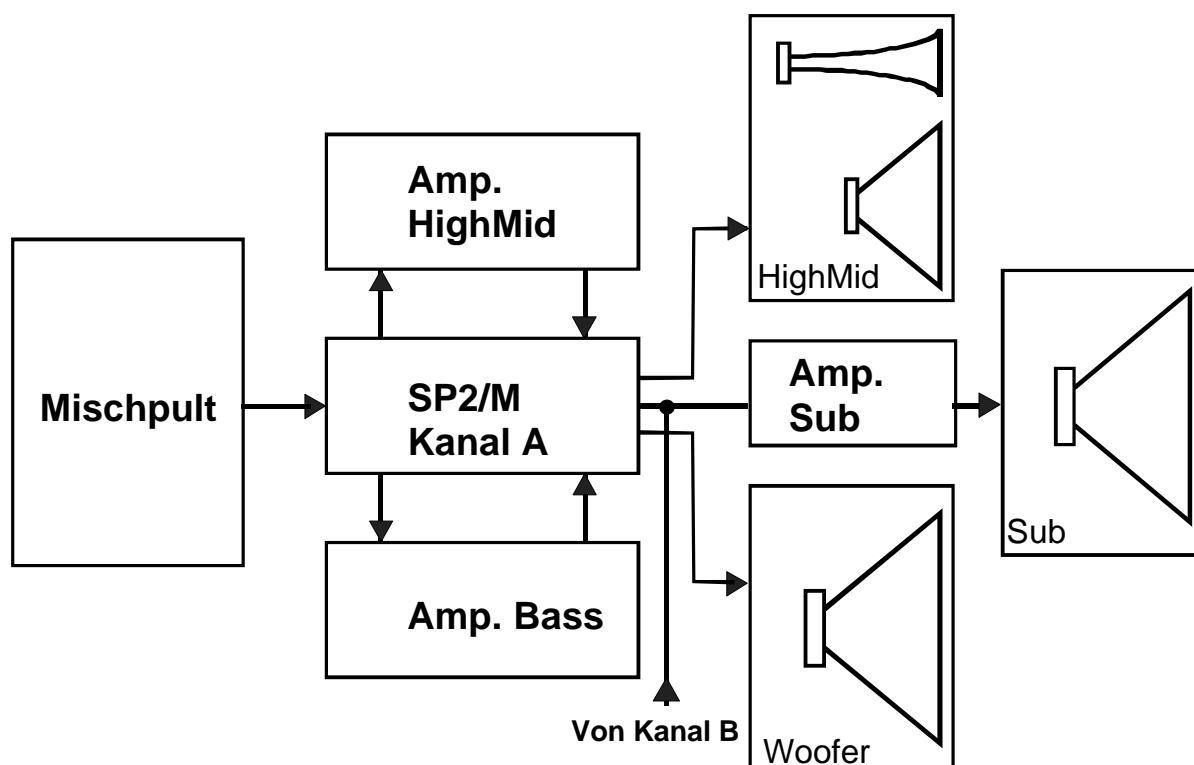 Amp.
HighMid
HighMid
Mischpult
SP2/M
Kanal A
Amp.
Sub
Sub
Amp. Bass
Von Kanal B
Woofer